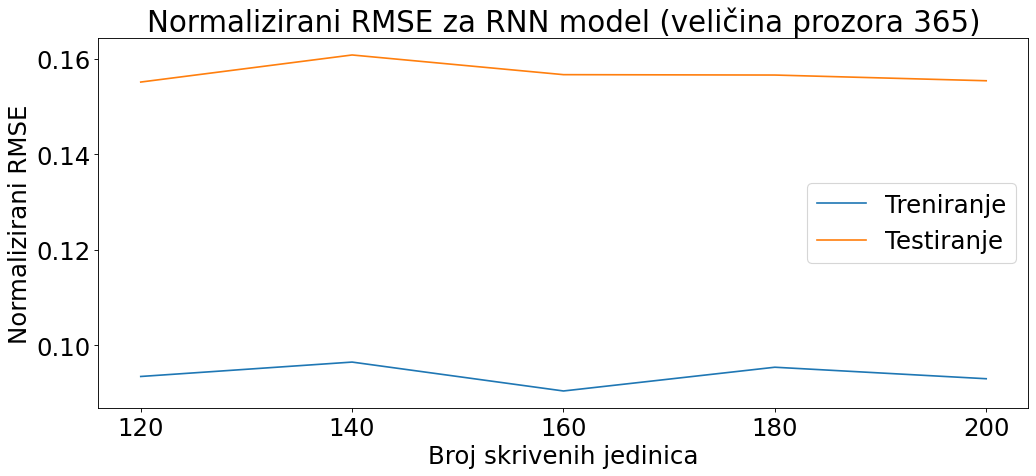 Normalizirani RMSE za RNN model (veličina prozora 365)
Normalizirani RMSE
0.16
0.14
0.12
0.10
Treniranje
Testiranje
120 140 160 180 200
Broj skrivenih jedinica